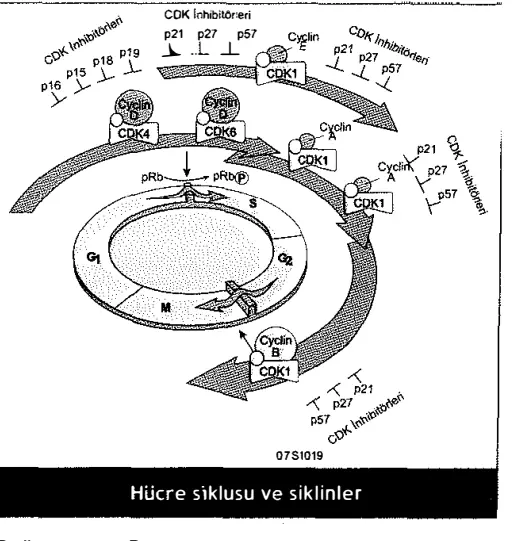 CDK İnhibitörleri
p16 p15 p18 p19
CDK İnhibitörleri
p21 p27 p57
Cyclin E
CDK1
CDK İnhibitörleri
p21 p27 p57
Cyclin D
CDK4
Cyclin D
CDK6
Cyclin A
CDK1
Cyclin A
CDK1
p21 p27 p57
CDK İnhibitörleri
pRb pRb P
S
G1
G2
M
Cyclin B
CDK1
p57 p27 p21
CDK İnhibitörleri
07S1019
Hücre siklusu ve siklinler